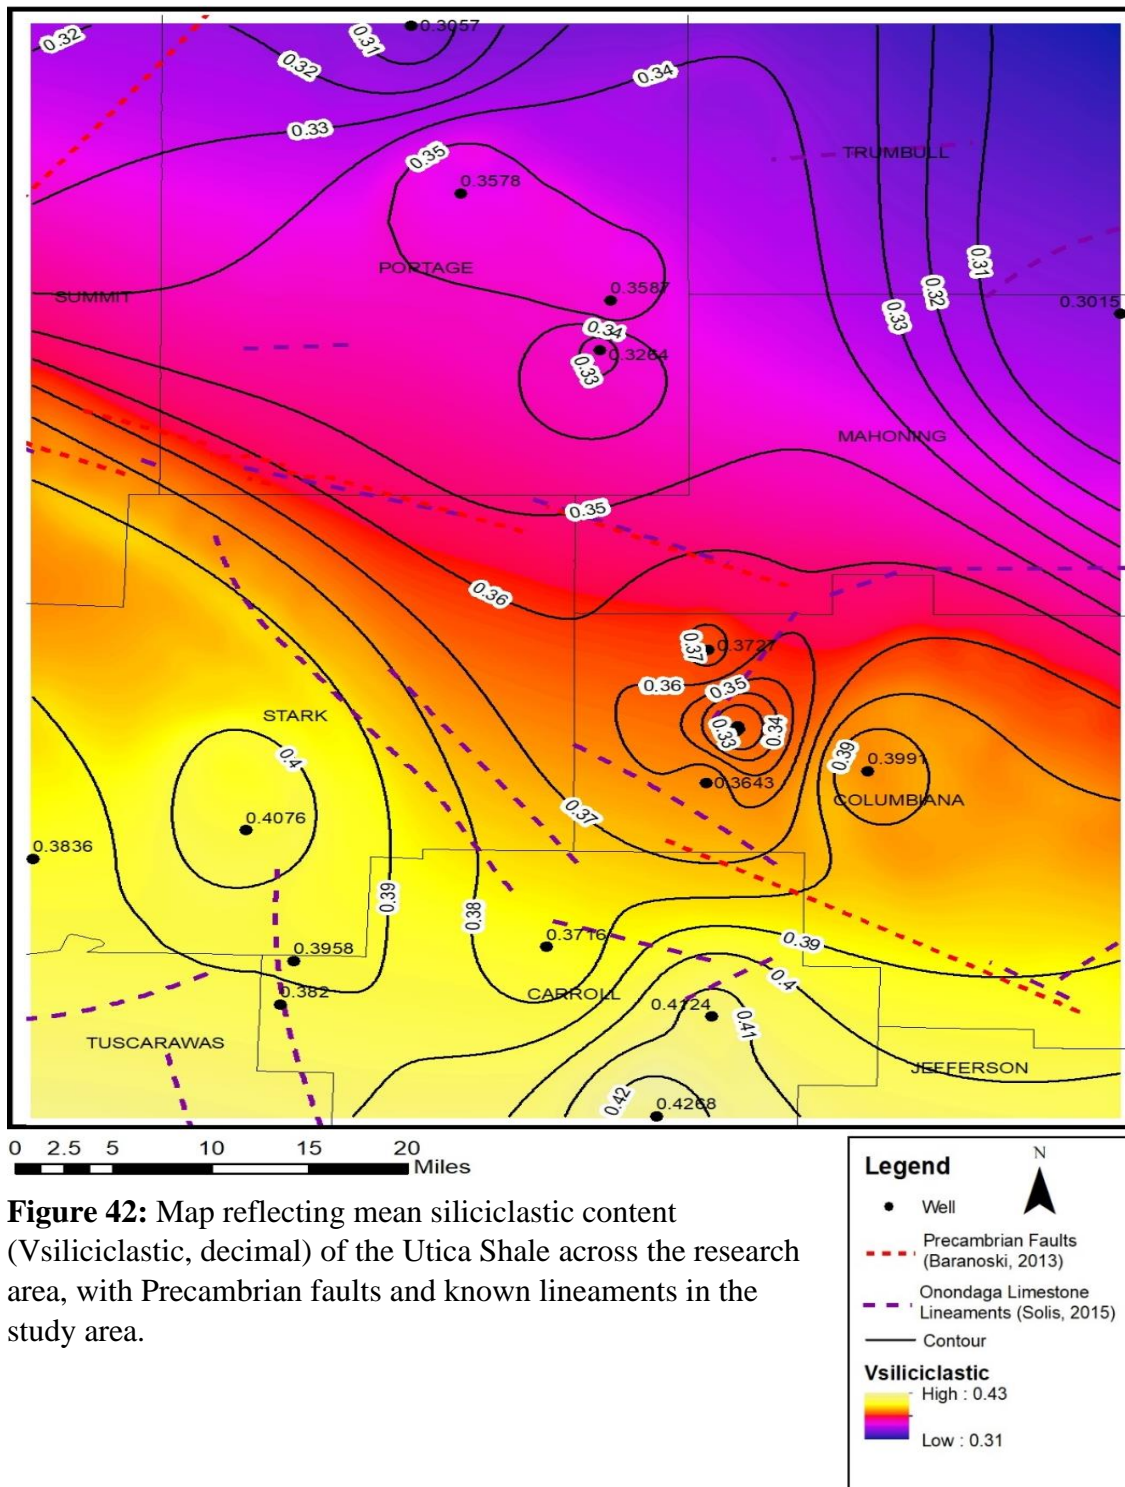 0.32
0.31
0.3057
0.32
0.34
0.33
0.35
TRUMBULL
0.3578
PORTAGE
0.31
SUMMIT
0.3587
0.32
0.33
0.3015
0.34
0.3264
0.33
MAHONING
0.35
0.36
0.37
0.3727
0.36
0.35
STARK
0.33
0.34
0.4
0.39
0.3991
0.3643
COLUMBIANA
0.37
0.4076
0.3836
0.39
0.38
0.3716
0.39
0.3958
0.4
0.382
CARROLL
0.4124
0.41
TUSCARAWAS
JEFFERSON
0.42
0.4268
0 2.5 5 10 15 20
Miles
Figure 42: Map reflecting mean siliciclastic content
(Vsiliciclastic, decimal) of the Utica Shale across the research
area, with Precambrian faults and known lineaments in the
study area.
Legend
N
Well
Precambrian Faults
(Baranoski, 2013)
Onondaga Limestone
Lineaments (Solis, 2015)
Contour
Vsiliciclastic
High : 0.43
Low : 0.31